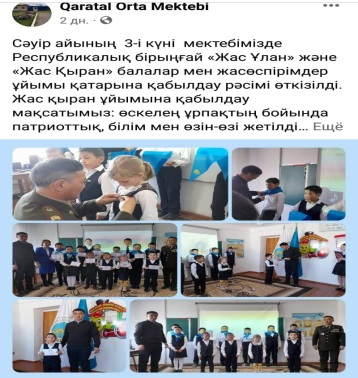 Qaratal Orta Mektebi
2 дн. ·
Сәуір айының 3-і күні мектебімізде
Республикалық бірыңғай «Жас Ұлан» және
«Жас Қыран» балалар мен жасөспірімдер
ұйымы қатарына қабылдау рәсімі өткізілді.
Жас қыран ұйымына қабылдау
мақсатымыз: өскелең ұрпақтың бойында
патриоттық, білім мен өзін-өзі жетілді... Ещё